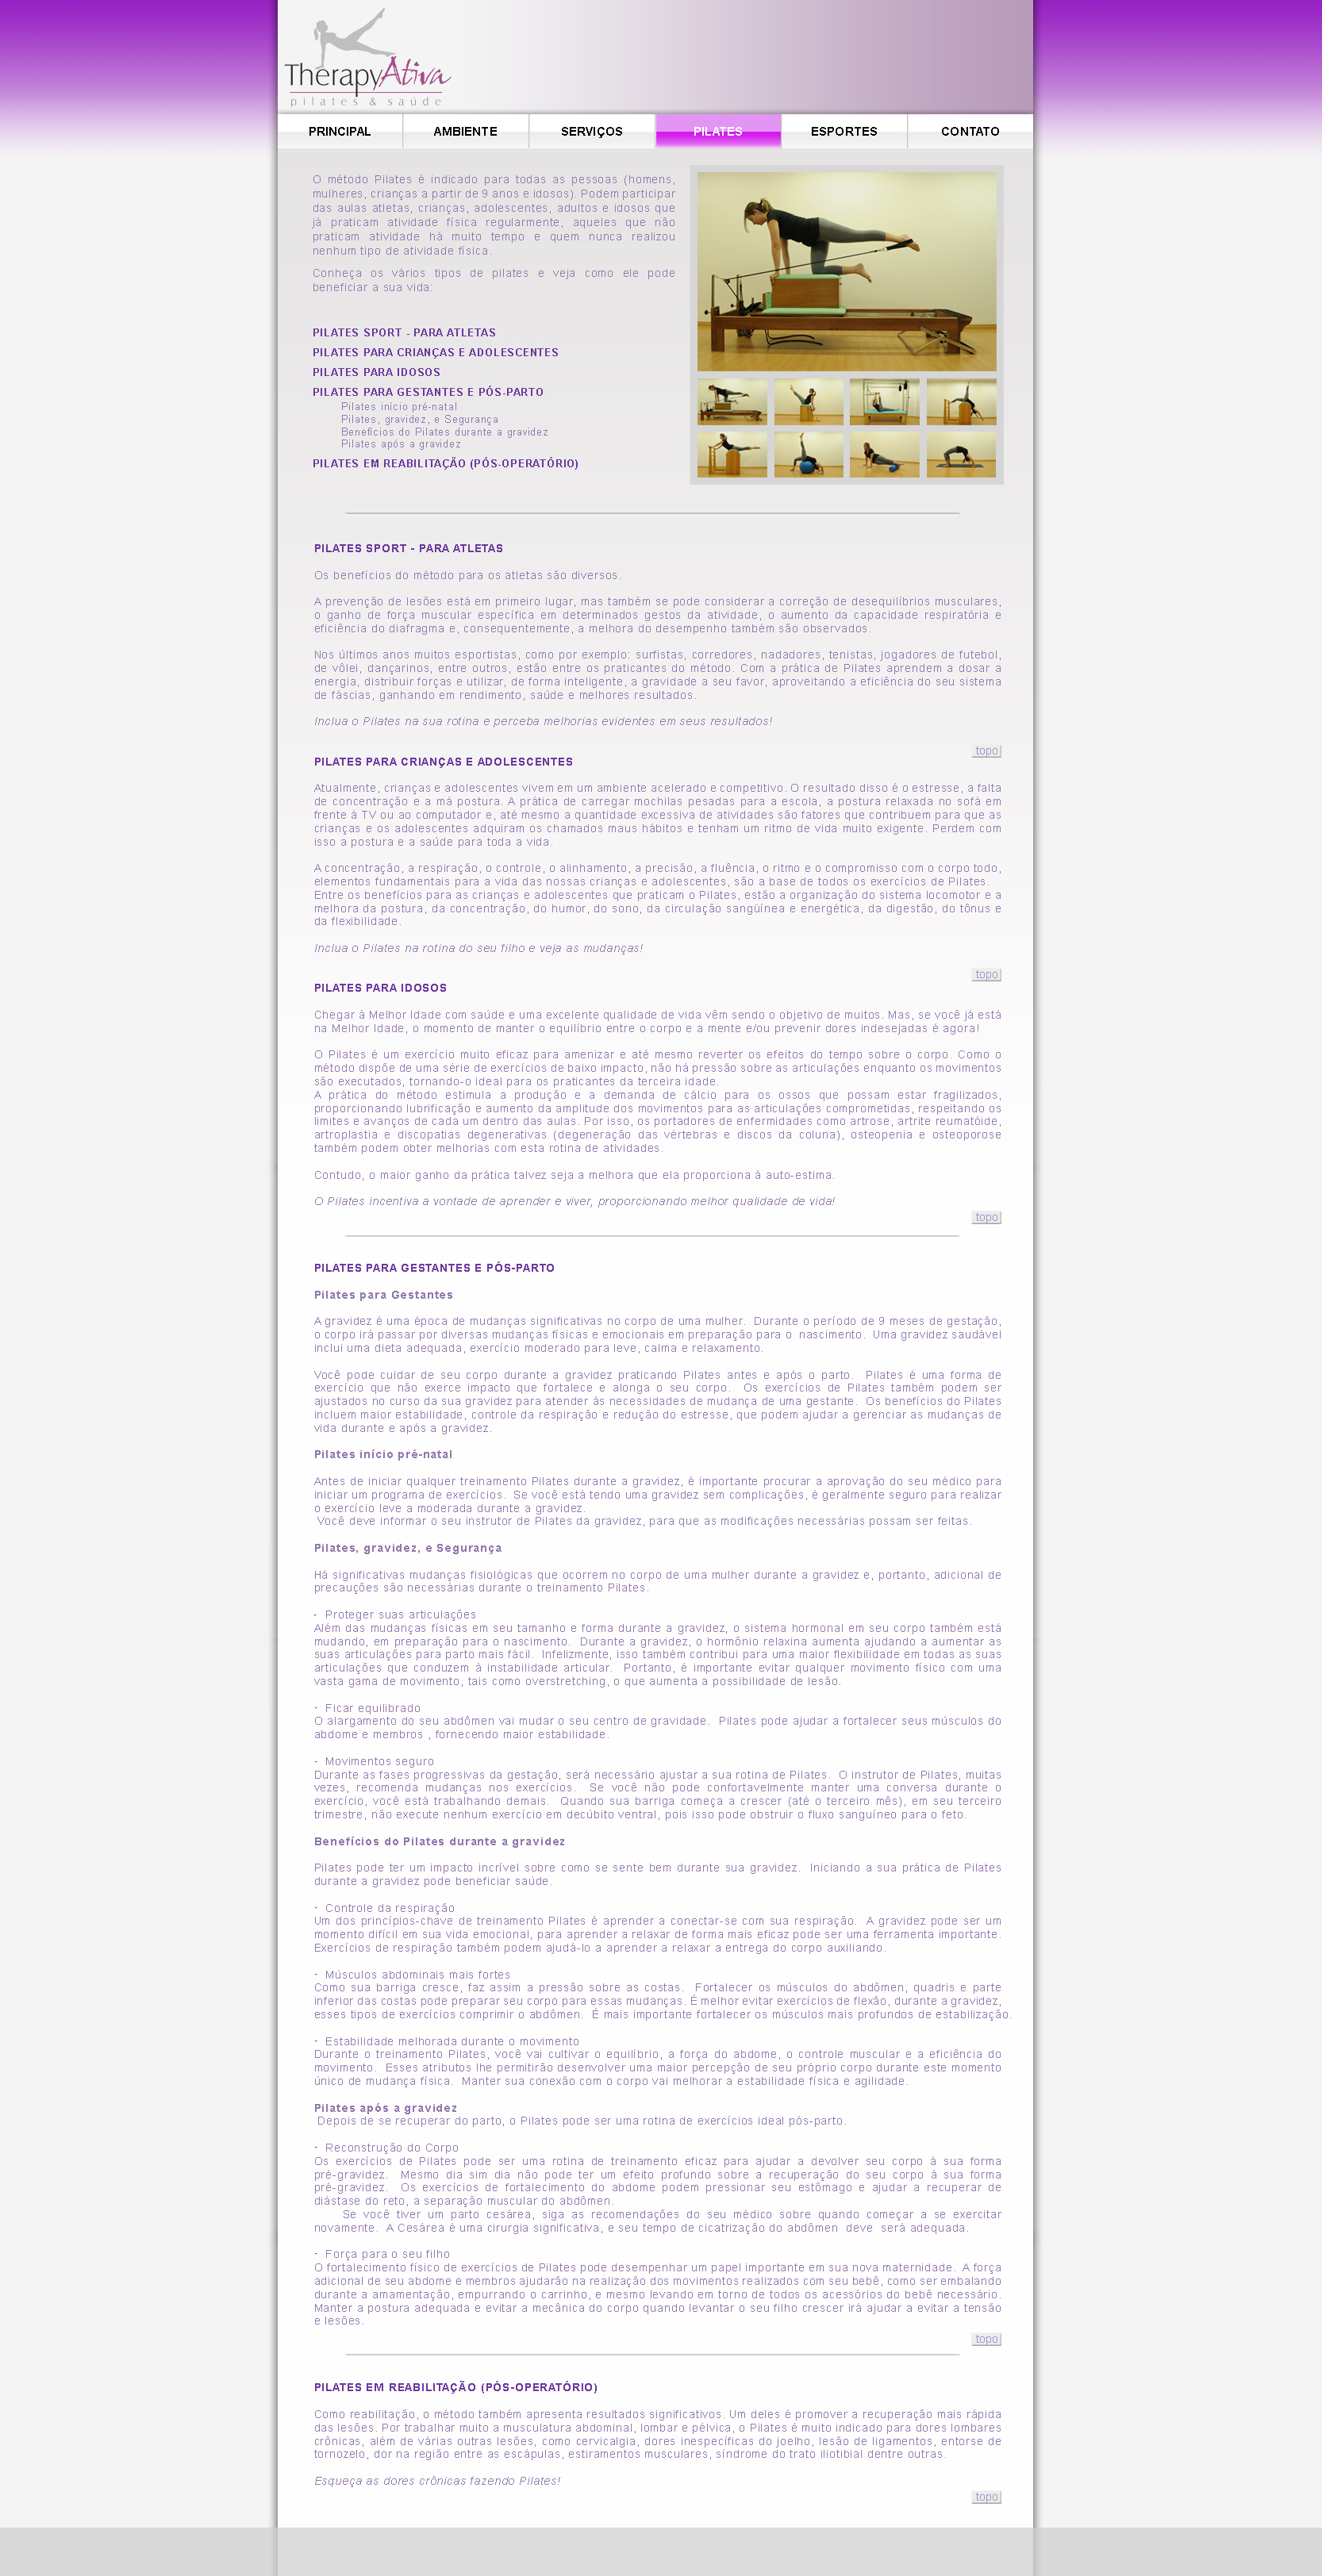 TherapyAtiva
pilates & saúde
PRINCIPAL AMBIENTE SERVIÇOS PILATES ESPORTES CONTATO
O método Pilates é indicado para todas as pessoas (homens,
mulheres, crianças a partir de 9 anos e idosos). Podem participar
das aulas atletas, crianças, adolescentes, adultos e idosos que
já praticam atividade física regularmente, aqueles que não
praticam atividade há muito tempo e quem nunca realizou
nenhum tipo de atividade física.
Conheça os vários tipos de pilates e veja como ele pode
beneficiar a sua vida:
PILATES SPORT - PARA ATLETAS
PILATES PARA CRIANÇAS E ADOLESCENTES
PILATES PARA IDOSOS
PILATES PARA GESTANTES E PÓS-PARTO
Pilates início pré-natal
Pilates, gravidez, e Segurança
Benefícios do Pilates durante a gravidez
Pilates após a gravidez
PILATES EM REABILITAÇÃO (PÓS-OPERATÓRIO)
PILATES SPORT - PARA ATLETAS
Os benefícios do método para os atletas são diversos.
A prevenção de lesões está em primeiro lugar, mas também se pode considerar a correção de desequilíbrios musculares,
o ganho de força muscular específica em determinados gestos da atividade, o aumento da capacidade respiratória e
eficiência do diafragma e, consequentemente, a melhora do desempenho também são observados.
Nos últimos anos muitos esportistas, como por exemplo: surfistas, corredores, nadadores, tenistas, jogadores de futebol,
de vôlei, dançarinos, entre outros, estão entre os praticantes do método. Com a prática de Pilates aprendem a dosar a
energia, distribuir forças e utilizar, de forma inteligente, a gravidade a seu favor, aproveitando a eficiência do seu sistema
de fáscias, ganhando em rendimento, saúde e melhores resultados.
Inclua o Pilates na sua rotina e perceba melhorias evidentes em seus resultados!
topo
PILATES PARA CRIANÇAS E ADOLESCENTES
Atualmente, crianças e adolescentes vivem em um ambiente acelerado e competitivo. O resultado disso é o estresse, a falta
de concentração e a má postura. A prática de carregar mochilas pesadas para a escola, a postura relaxada no sofá em
frente à TV ou ao computador e, até mesmo a quantidade excessiva de atividades são fatores que contribuem para que as
crianças e os adolescentes adquiram os chamados maus hábitos e tenham um ritmo de vida muito exigente. Perdem com
isso a postura e a saúde para toda a vida.
A concentração, a respiração, o controle, o alinhamento, a precisão, a fluência, o ritmo e o compromisso com o corpo todo,
elementos fundamentais para a vida das nossas crianças e adolescentes, são a base de todos os exercícios de Pilates.
Entre os benefícios para as crianças e adolescentes que praticam o Pilates, estão a organização do sistema locomotor e a
melhora da postura, da concentração, do humor, do sono, da circulação sangüínea e energética, da digestão, do tônus e
da flexibilidade.
Inclua o Pilates na rotina do seu filho e veja as mudanças!
topo
PILATES PARA IDOSOS
Chegar à Melhor Idade com saúde e uma excelente qualidade de vida vêm sendo o objetivo de muitos. Mas, se você já está
na Melhor Idade, o momento de manter o equilíbrio entre o corpo e a mente e/ou prevenir dores indesejadas é agora!
O Pilates é um exercício muito eficaz para amenizar e até mesmo reverter os efeitos do tempo sobre o corpo. Como o
método dispõe de uma série de exercícios de baixo impacto, não há pressão sobre as articulações enquanto os movimentos
são executados, tornando-o ideal para os praticantes da terceira idade.
A prática do método estimula a produção e a demanda de cálcio para os ossos que possam estar fragilizados,
proporcionando lubrificação e aumento da amplitude dos movimentos para as articulações comprometidas, respeitando os
limites e avanços de cada um dentro das aulas. Por isso, os portadores de enfermidades como artrose, artrite reumatóide,
artroplastia e discopatias degenerativas (degeneração das vértebras e discos da coluna), osteopenia e osteoporose
também podem obter melhorias com esta rotina de atividades.
Contudo, o maior ganho da prática talvez seja a melhora que ela proporciona à auto-estima.
O Pilates incentiva a vontade de aprender e viver, proporcionando melhor qualidade de vida!
topo
PILATES PARA GESTANTES E PÓS-PARTO
Pilates para Gestantes
A gravidez é uma época de mudanças significativas no corpo de uma mulher. Durante o período de 9 meses de gestação,
o corpo irá passar por diversas mudanças físicas e emocionais em preparação para o nascimento. Uma gravidez saudável
inclui uma dieta adequada, exercício moderado para leve, calma e relaxamento.
Você pode cuidar de seu corpo durante a gravidez praticando Pilates antes e após o parto. Pilates é uma forma de
exercício que não exerce impacto que fortalece e alonga o seu corpo. Os exercícios de Pilates também podem ser
ajustados no curso da sua gravidez para atender às necessidades de mudança de uma gestante. Os benefícios do Pilates
incluem maior estabilidade, controle da respiração e redução do estresse, que podem ajudar a gerenciar as mudanças de
vida durante e após a gravidez.
Pilates início pré-natal
Antes de iniciar qualquer treinamento Pilates durante a gravidez, é importante procurar a aprovação do seu médico para
iniciar um programa de exercícios. Se você está tendo uma gravidez sem complicações, é geralmente seguro para realizar
o exercício leve a moderada durante a gravidez.
Você deve informar o seu instrutor de Pilates da gravidez, para que as modificações necessárias possam ser feitas.
Pilates, gravidez, e Segurança
Há significativas mudanças fisiológicas que ocorrem no corpo de uma mulher durante a gravidez e, portanto, adicional de
precauções são necessárias durante o treinamento Pilates.
· Proteger suas articulações
Além das mudanças físicas em seu tamanho e forma durante a gravidez, o sistema hormonal em seu corpo também está
mudando, em preparação para o nascimento. Durante a gravidez, o hormônio relaxina aumenta ajudando a aumentar as
suas articulações para parto mais fácil. Infelizmente, isso também contribui para uma maior flexibilidade em todas as suas
articulações que conduzem à instabilidade articular. Portanto, é importante evitar qualquer movimento físico com uma
vasta gama de movimento, tais como overstretching, o que aumenta a possibilidade de lesão.
· Ficar equilibrado
O alargamento do seu abdômen vai mudar o seu centro de gravidade. Pilates pode ajudar a fortalecer seus músculos do
abdome e membros , fornecendo maior estabilidade.
· Movimentos seguro
Durante as fases progressivas da gestação, será necessário ajustar a sua rotina de Pilates. O instrutor de Pilates, muitas
vezes, recomenda mudanças nos exercícios. Se você não pode confortavelmente manter uma conversa durante o
exercício, você está trabalhando demais. Quando sua barriga começa a crescer (até o terceiro mês), em seu terceiro
trimestre, não execute nenhum exercício em decúbito ventral, pois isso pode obstruir o fluxo sanguíneo para o feto.
Benefícios do Pilates durante a gravidez
Pilates pode ter um impacto incrível sobre como se sente bem durante sua gravidez. Iniciando a sua prática de Pilates
durante a gravidez pode beneficiar saúde.
· Controle da respiração
Um dos princípios-chave de treinamento Pilates é aprender a conectar-se com sua respiração. A gravidez pode ser um
momento difícil em sua vida emocional, para aprender a relaxar de forma mais eficaz pode ser uma ferramenta importante.
Exercícios de respiração também podem ajudá-lo a aprender a relaxar a entrega do corpo auxiliando.
· Músculos abdominais mais fortes
Como sua barriga cresce, faz assim a pressão sobre as costas. Fortalecer os músculos do abdômen, quadris e parte
inferior das costas pode preparar seu corpo para essas mudanças. É melhor evitar exercícios de flexão, durante a gravidez,
esses tipos de exercícios comprimir o abdômen. É mais importante fortalecer os músculos mais profundos de estabilização.
· Estabilidade melhorada durante o movimento
Durante o treinamento Pilates, você vai cultivar o equilíbrio, a força do abdome, o controle muscular e a eficiência do
movimento. Esses atributos lhe permitirão desenvolver uma maior percepção de seu próprio corpo durante este momento
único de mudança física. Manter sua conexão com o corpo vai melhorar a estabilidade física e agilidade.
Pilates após a gravidez
Depois de se recuperar do parto, o Pilates pode ser uma rotina de exercícios ideal pós-parto.
· Reconstrução do Corpo
Os exercícios de Pilates pode ser uma rotina de treinamento eficaz para ajudar a devolver seu corpo à sua forma
pré-gravidez. Mesmo dia sim dia não pode ter um efeito profundo sobre a recuperação do seu corpo à sua forma
pré-gravidez. Os exercícios de fortalecimento do abdome podem pressionar seu estômago e ajudar a recuperar de
diástase do reto, a separação muscular do abdômen.
Se você tiver um parto cesárea, siga as recomendações do seu médico sobre quando começar a se exercitar
novamente. A Cesárea é uma cirurgia significativa, e seu tempo de cicatrização do abdômen deve será adequada.
· Força para o seu filho
O fortalecimento físico de exercícios de Pilates pode desempenhar um papel importante em sua nova maternidade. A força
adicional de seu abdome e membros ajudarão na realização dos movimentos realizados com seu bebê, como ser embalando
durante a amamentação, empurrando o carrinho, e mesmo levando em torno de todos os acessórios do bebê necessário.
Manter a postura adequada e evitar a mecânica do corpo quando levantar o seu filho crescer irá ajudar a evitar a tensão
e lesões.
topo
PILATES EM REABILITAÇÃO (PÓS-OPERATÓRIO)
Como reabilitação, o método também apresenta resultados significativos. Um deles é promover a recuperação mais rápida
das lesões. Por trabalhar muito a musculatura abdominal, lombar e pélvica, o Pilates é muito indicado para dores lombares
crônicas, além de várias outras lesões, como cervicalgia, dores inespecíficas do joelho, lesão de ligamentos, entorse de
tornozelo, dor na região entre as escápulas, estiramentos musculares, síndrome do trato iliotibial dentre outras.
Esqueça as dores crônicas fazendo Pilates!
topo